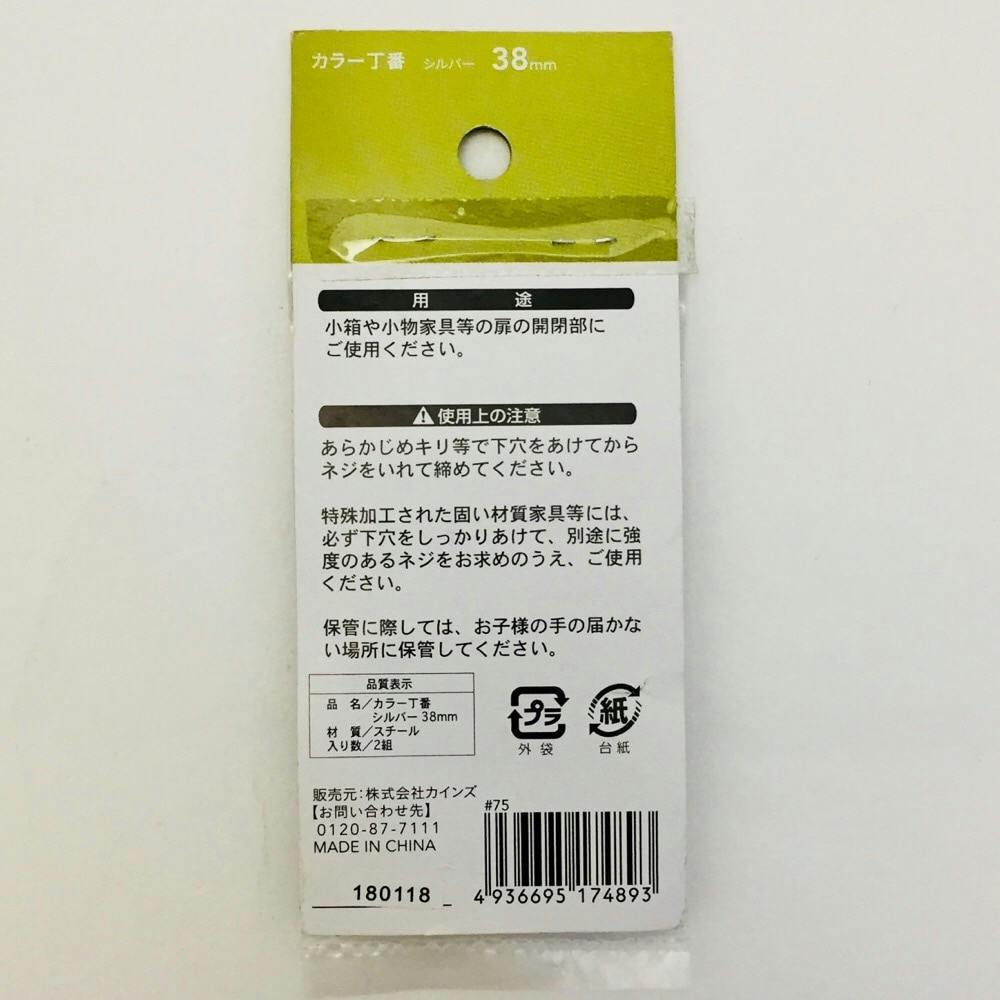 カラー丁番 シルバー 38mm
用 途
小箱や小物家具等の扉の開閉部に
ご使用ください。
⚠使用上の注意
あらかじめキリ等で下穴をあけてから
ネジをいれて締めてください。
特殊加工された固い材質家具等には、
必ず下穴をしっかりあけて、別途に強
度のあるネジをお求めのうえ、ご使用
ください。
保管に際しては、お子様の手の届かな
い場所に保管してください。
品質表示
品 名／カラー丁番
シルバー 38mm
材 質／スチール
入り数／2組
プラ
外袋
紙
台紙
販売元：株式会社カインズ
【お問い合わせ先】
0120-87-7111
MADE IN CHINA
180118
#75
4 936695 174893